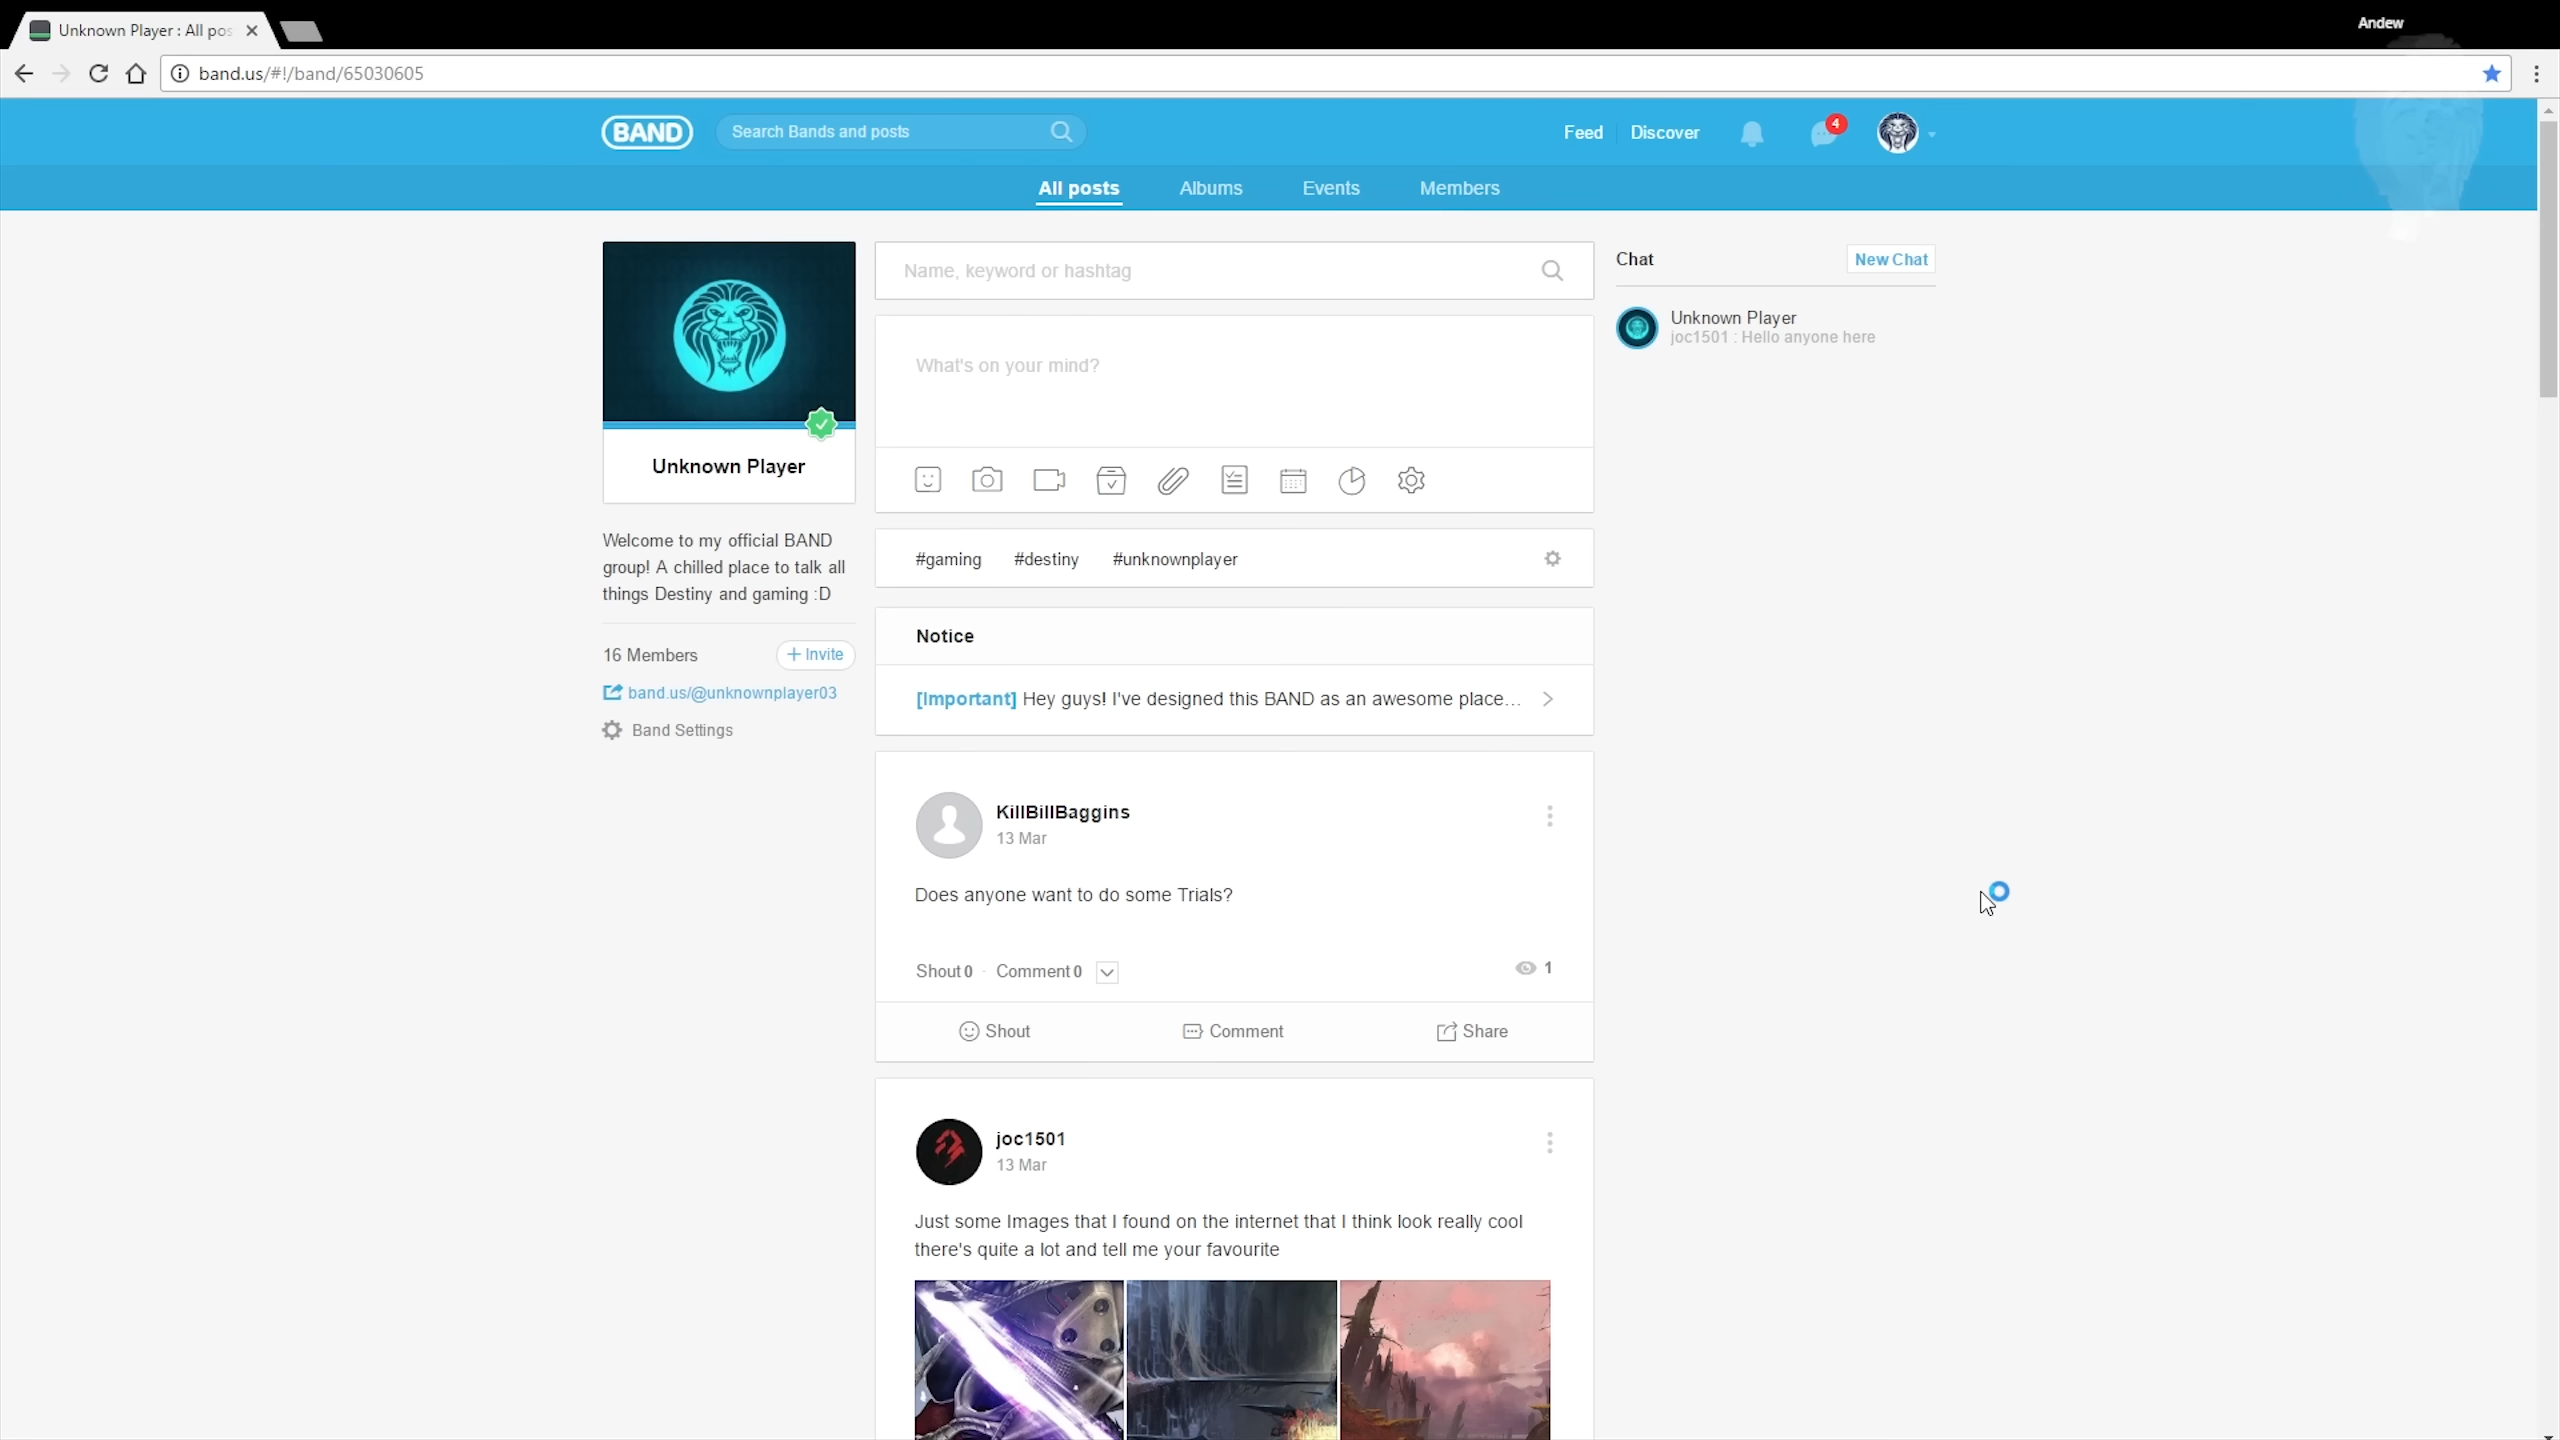 Unknown Player : All pos
Andew
band.us/#!/band/65030605
BAND
Search Bands and posts
Feed
Discover
4
All posts
Albums
Events
Members
Unknown Player
Welcome to my official BAND
group! A chilled place to talk all
things Destiny and gaming :D
16 Members
+ Invite
band.us/@unknownplayer03
Band Settings
Name, keyword or hashtag
What's on your mind?
#gaming #destiny #unknownplayer
Notice
[Important] Hey guys! I've designed this BAND as an awesome place...
KillBillBaggins
13 Mar
Does anyone want to do some Trials?
Shout 0 · Comment 0
1
Shout
Comment
Share
joc1501
13 Mar
Just some Images that I found on the internet that I think look really cool
there's quite a lot and tell me your favourite
Chat
New Chat
Unknown Player
joc1501 : Hello anyone here